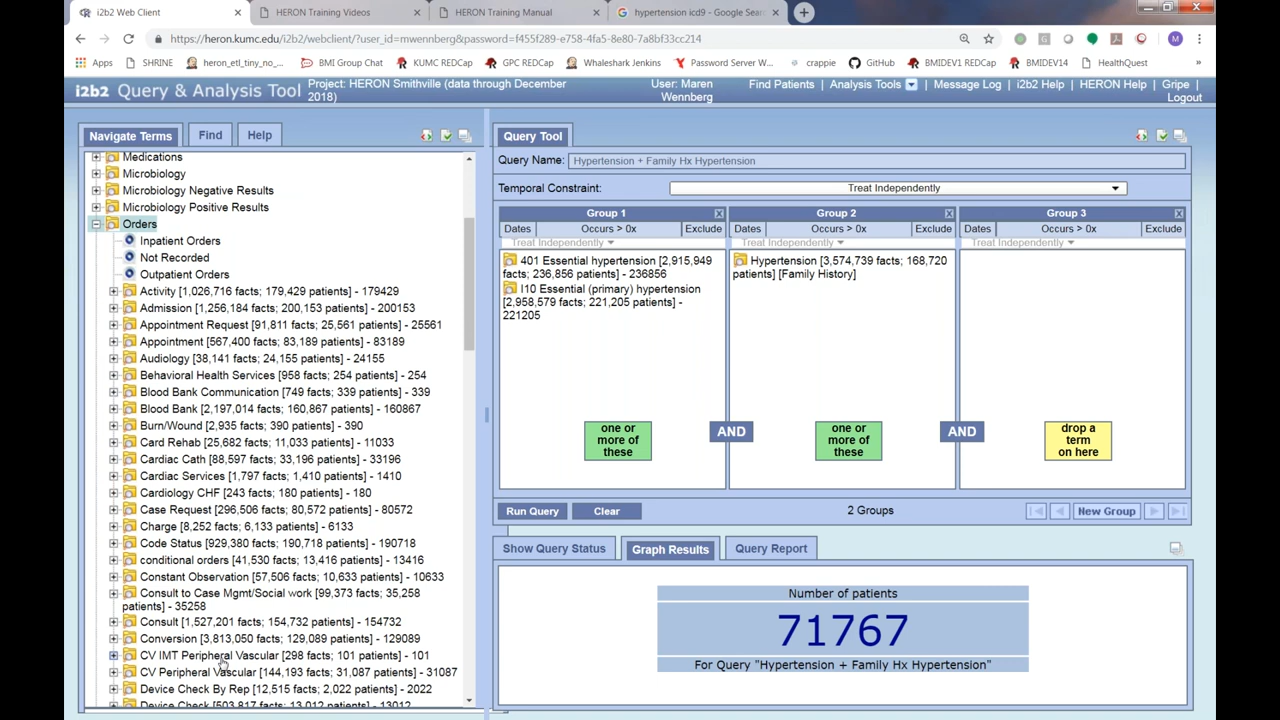 i2b2 Web Client
HERON Training Videos
HERON Training Manual
hypertension icd9 - Google Sear
https://heron.kumc.edu/i2b2/webclient/?user_id=mwennberg&password=f455f289-e758-4fa5-8e80-7a8bf33cc214
Apps SHRINE heron_etl_tiny_no_... BMI Group Chat KUMC REDCap GPC REDCap Whaleshark Jenkins Password Server W... crappie GitHub BMIDEV1 REDCap BMIDEV14 HealthQuest
i2b2 Query & Analysis Tool
Project: HERON Smithville (data through December
2018)
User: Maren
Wennberg
Find Patients | Analysis Tools | Message Log | i2b2 Help | HERON Help | Gripe |
Logout
Navigate Terms Find Help
Medications
Microbiology
Microbiology Negative Results
Microbiology Positive Results
Orders
Inpatient Orders
Not Recorded
Outpatient Orders
Activity [1,026,716 facts; 179,429 patients] - 179429
Admission [1,256,184 facts; 200,153 patients] - 200153
Appointment Request [91,811 facts; 25,561 patients] - 25561
Appointment [567,400 facts; 83,189 patients] - 83189
Audiology [38,141 facts; 24,155 patients] - 24155
Behavioral Health Services [958 facts; 254 patients] - 254
Blood Bank Communication [749 facts; 339 patients] - 339
Blood Bank [2,197,014 facts; 160,867 patients] - 160867
Burn/Wound [2,935 facts; 390 patients] - 390
Card Rehab [25,682 facts; 11,033 patients] - 11033
Cardiac Cath [88,597 facts; 33,196 patients] - 33196
Cardiac Services [1,797 facts; 1,410 patients] - 1410
Cardiology CHF [243 facts; 180 patients] - 180
Case Request [296,506 facts; 80,572 patients] - 80572
Charge [8,252 facts; 6,133 patients] - 6133
Code Status [929,380 facts; 190,718 patients] - 190718
conditional orders [41,530 facts; 13,416 patients] - 13416
Constant Observation [57,506 facts; 10,633 patients] - 10633
Consult to Case Mgmt/Social work [99,373 facts; 35,258
patients] - 35258
Consult [1,527,201 facts; 154,732 patients] - 154732
Conversion [3,813,050 facts; 129,089 patients] - 129089
CV IMT Peripheral Vascular [298 facts; 101 patients] - 101
CV Peripheral Vascular [144,193 facts; 31,087 patients] - 31087
Device Check By Rep [12,515 facts; 2,022 patients] - 2022
Device Check [503,817 facts; 13,012 patients] - 13012
Query Tool
Query Name: Hypertension + Family Hx Hypertension
Temporal Constraint: Treat Independently
Group 1 X
Dates Occurs > 0x Exclude
Treat Independently
401 Essential hypertension [2,915,949
facts; 236,856 patients] - 236856
I10 Essential (primary) hypertension
[2,958,579 facts; 221,205 patients] -
221205
one or
more of
these
AND
Group 2 X
Dates Occurs > 0x Exclude
Treat Independently
Hypertension [3,574,739 facts; 168,720
patients] [Family History]
one or
more of
these
AND
Group 3 X
Dates Occurs > 0x Exclude
Treat Independently
drop a
term
on here
Run Query Clear 2 Groups New Group
Show Query Status Graph Results Query Report
Number of patients
71767
For Query "Hypertension + Family Hx Hypertension"